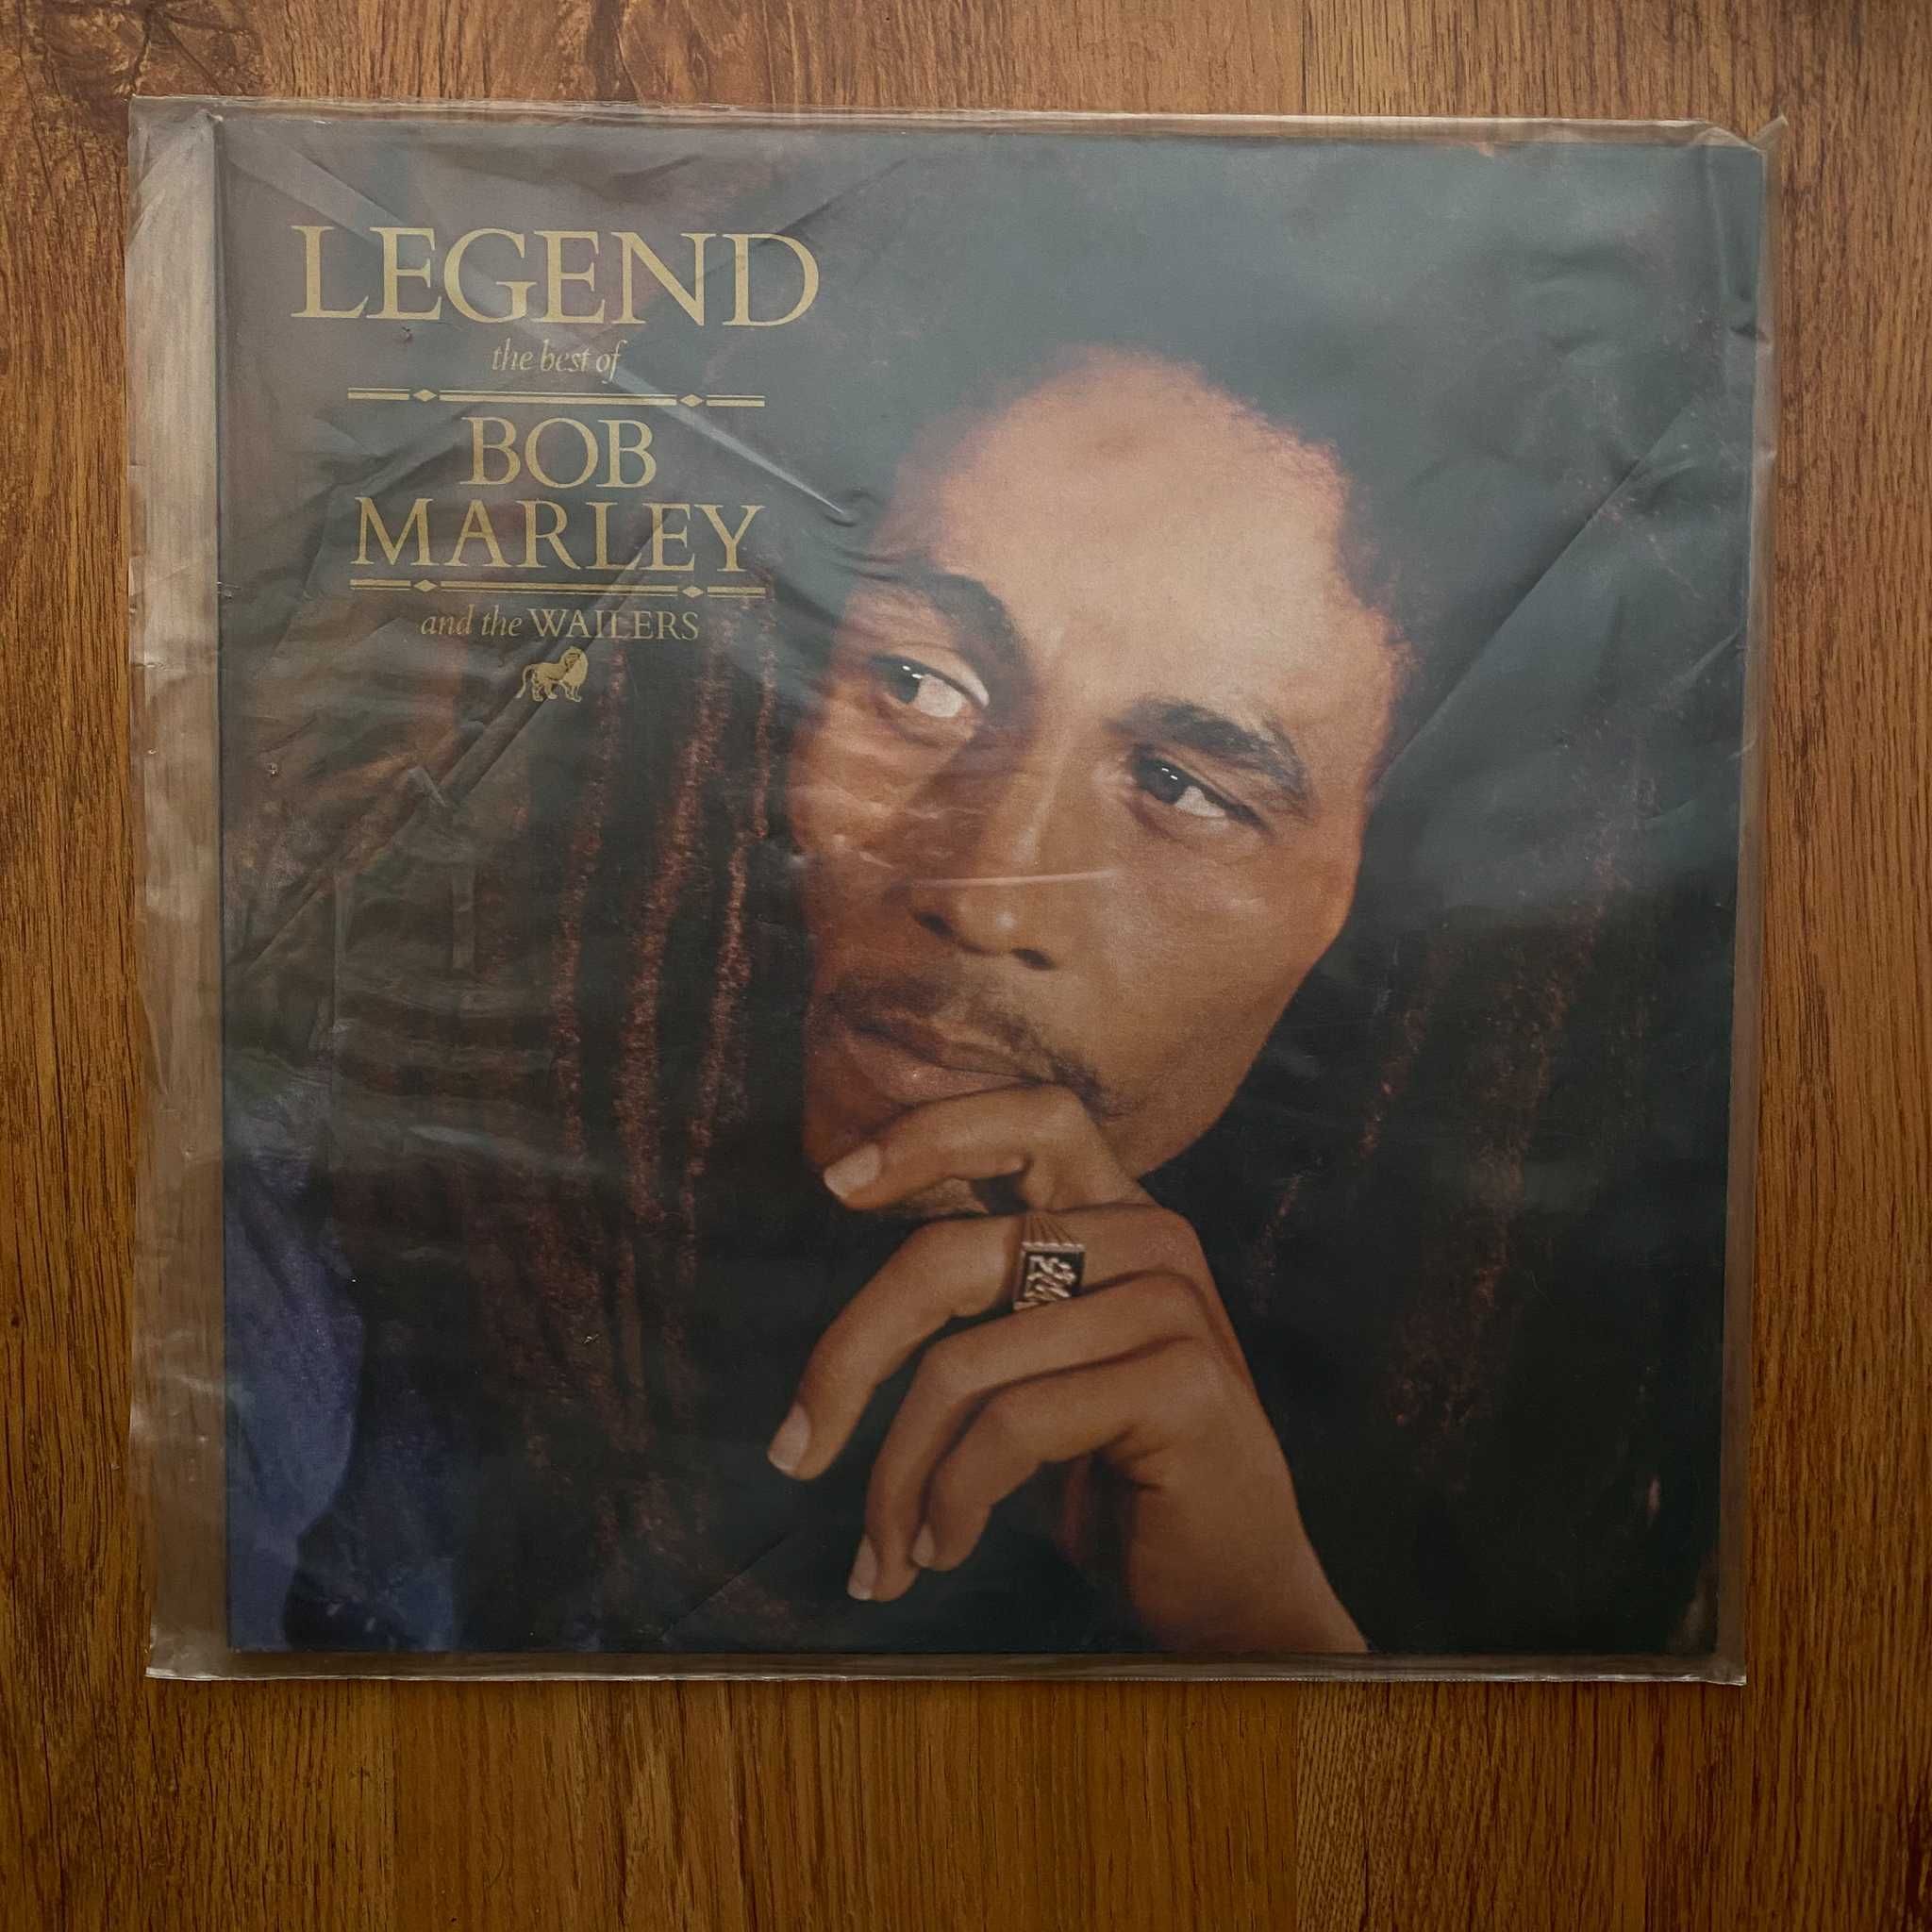 LEGEND
the best of
BOB
MARLEY
and the WAILERS